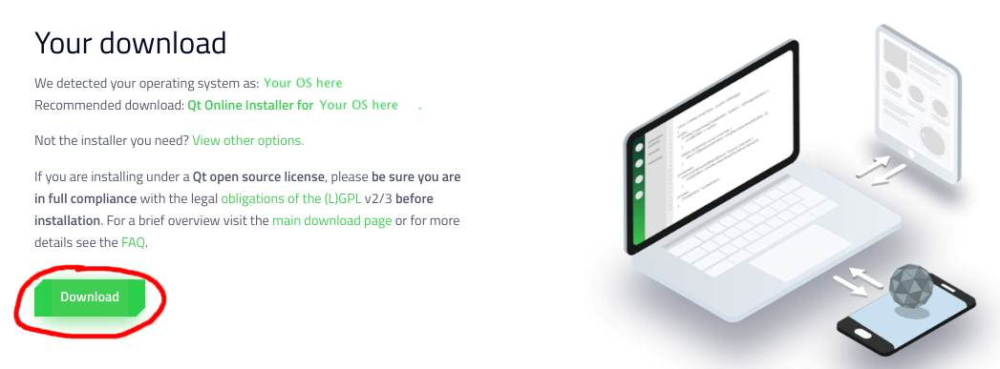 Your download
We detected your operating system as: Your OS here
Recommended download: Qt Online Installer for Your OS here .
Not the installer you need? View other options.
If you are installing under a Qt open source license, please be sure you are
in full compliance with the legal obligations of the (L)GPL v2/3 before
installation. For a brief overview visit the main download page or for more
details see the FAQ.
Download